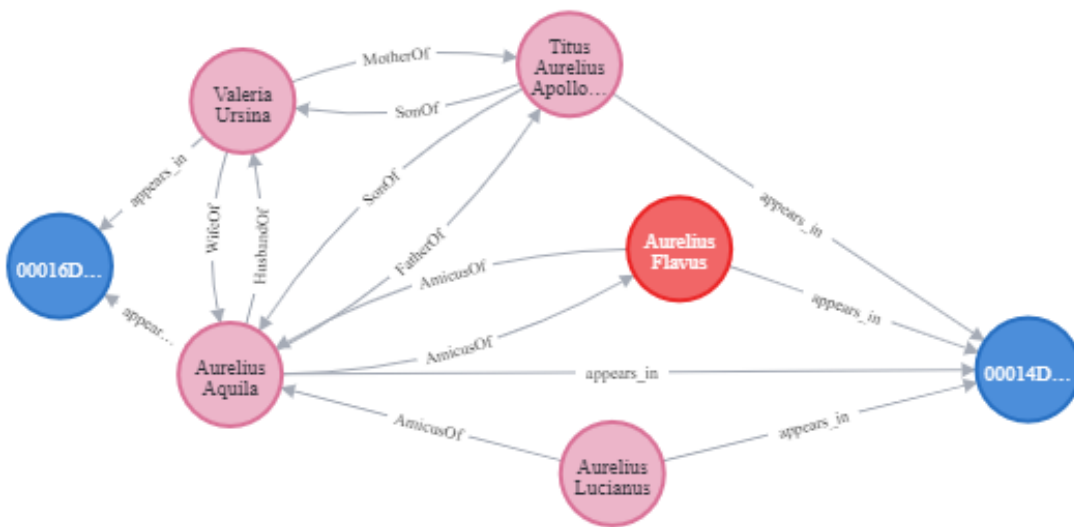 Titus
Aurelius
Apollo...
MotherOf
Valeria
Ursina
SonOf
appears_in
SonOf
appears_in
WifeOf
HusbandOf
FatherOf
Aurelius
Flavus
00016D...
AmicusOf
appears_in
appear...
AmicusOf
Aurelius
Aquila
appears_in
00014D...
AmicusOf
appears_in
Aurelius
Lucianus